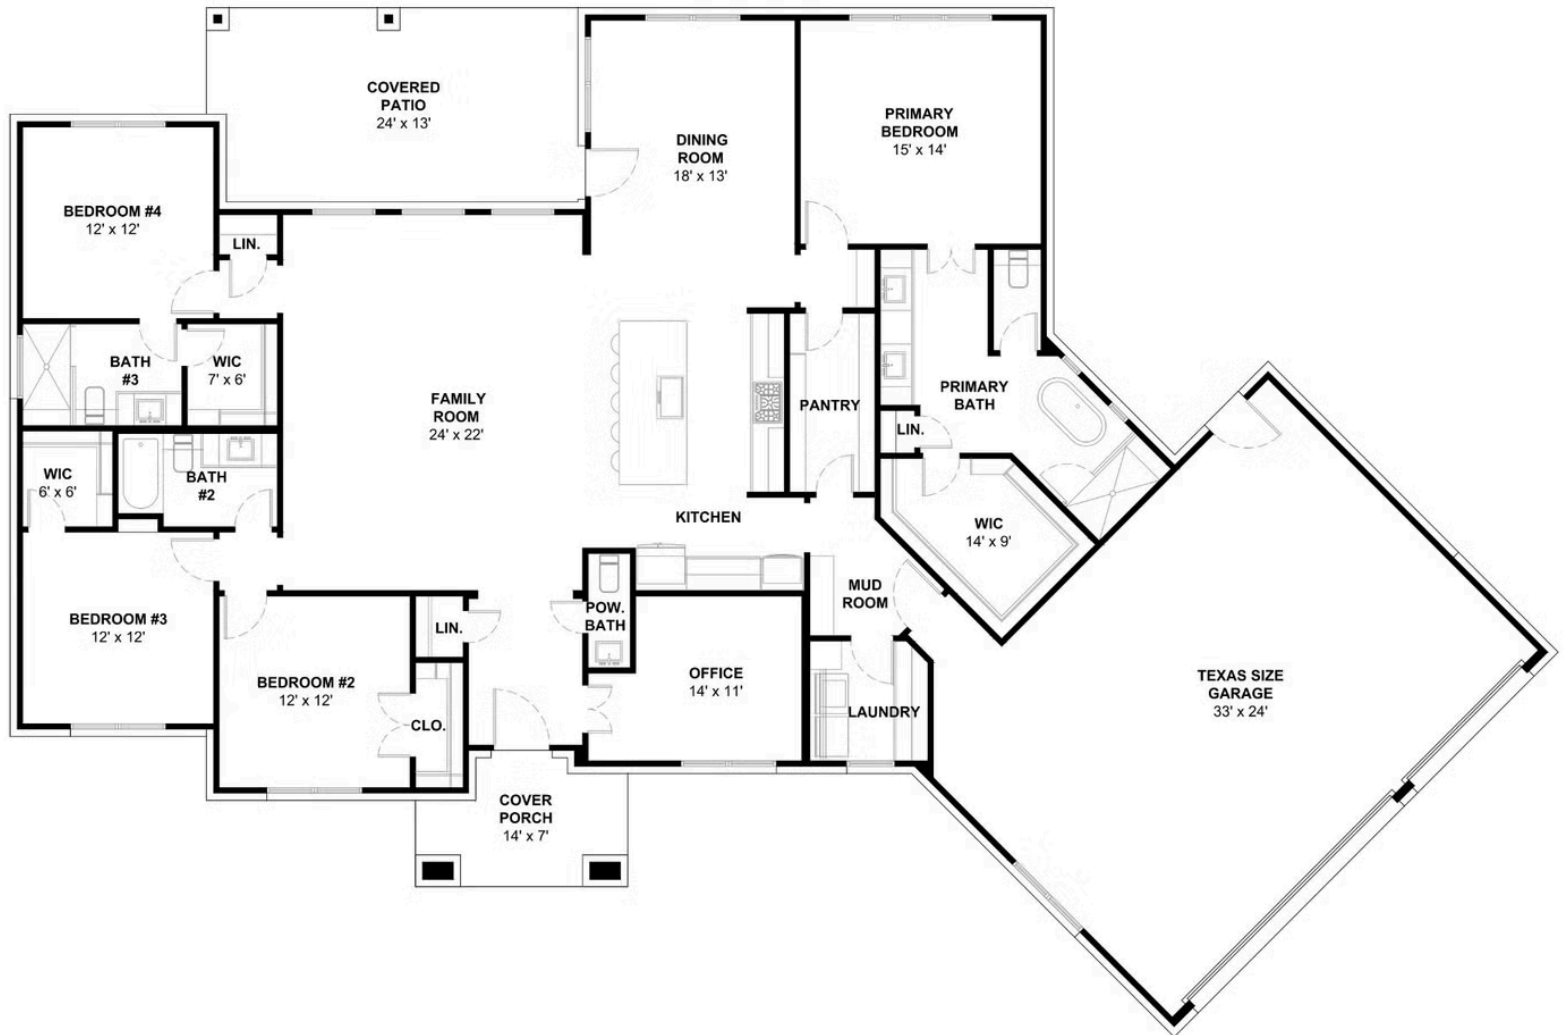 COVERED
PATIO
24' x 13'
DINING
ROOM
18' x 13'
PRIMARY
BEDROOM
15' x 14'
BEDROOM #4
12' x 12'
LIN.
BATH
#3
WIC
7' x 6'
FAMILY
ROOM
24' x 22'
PANTRY
PRIMARY
BATH
LIN.
WIC
6' x 6'
BATH
#2
KITCHEN
WIC
14' x 9'
MUD
ROOM
BEDROOM #3
12' x 12'
LIN.
POW.
BATH
BEDROOM #2
12' x 12'
CLO.
OFFICE
14' x 11'
LAUNDRY
TEXAS SIZE
GARAGE
33' x 24'
COVER
PORCH
14' x 7'